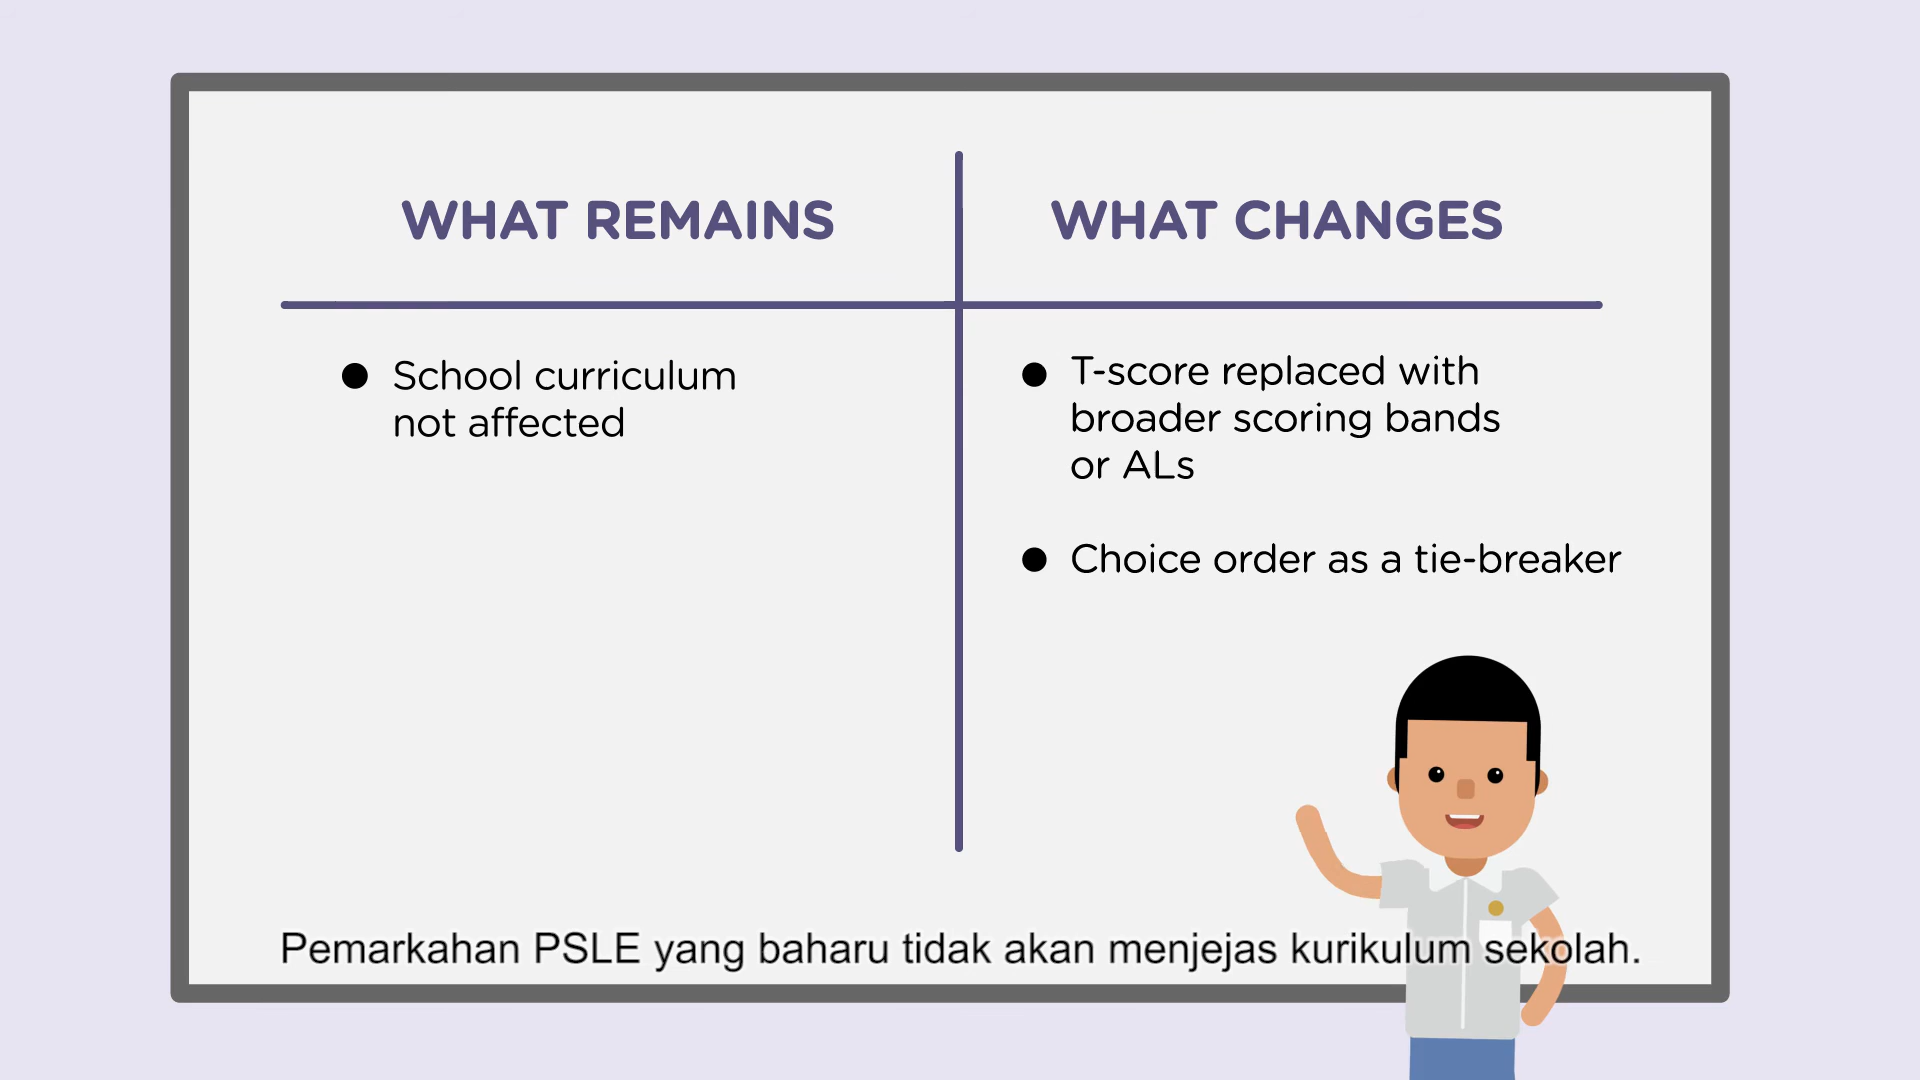 WHAT REMAINS
School curriculum
not affected
WHAT CHANGES
T-score replaced with
broader scoring bands
or ALs
Choice order as a tie-breaker
Pemarkahan PSLE yang baharu tidak akan menjejas kurikulum sekolah.